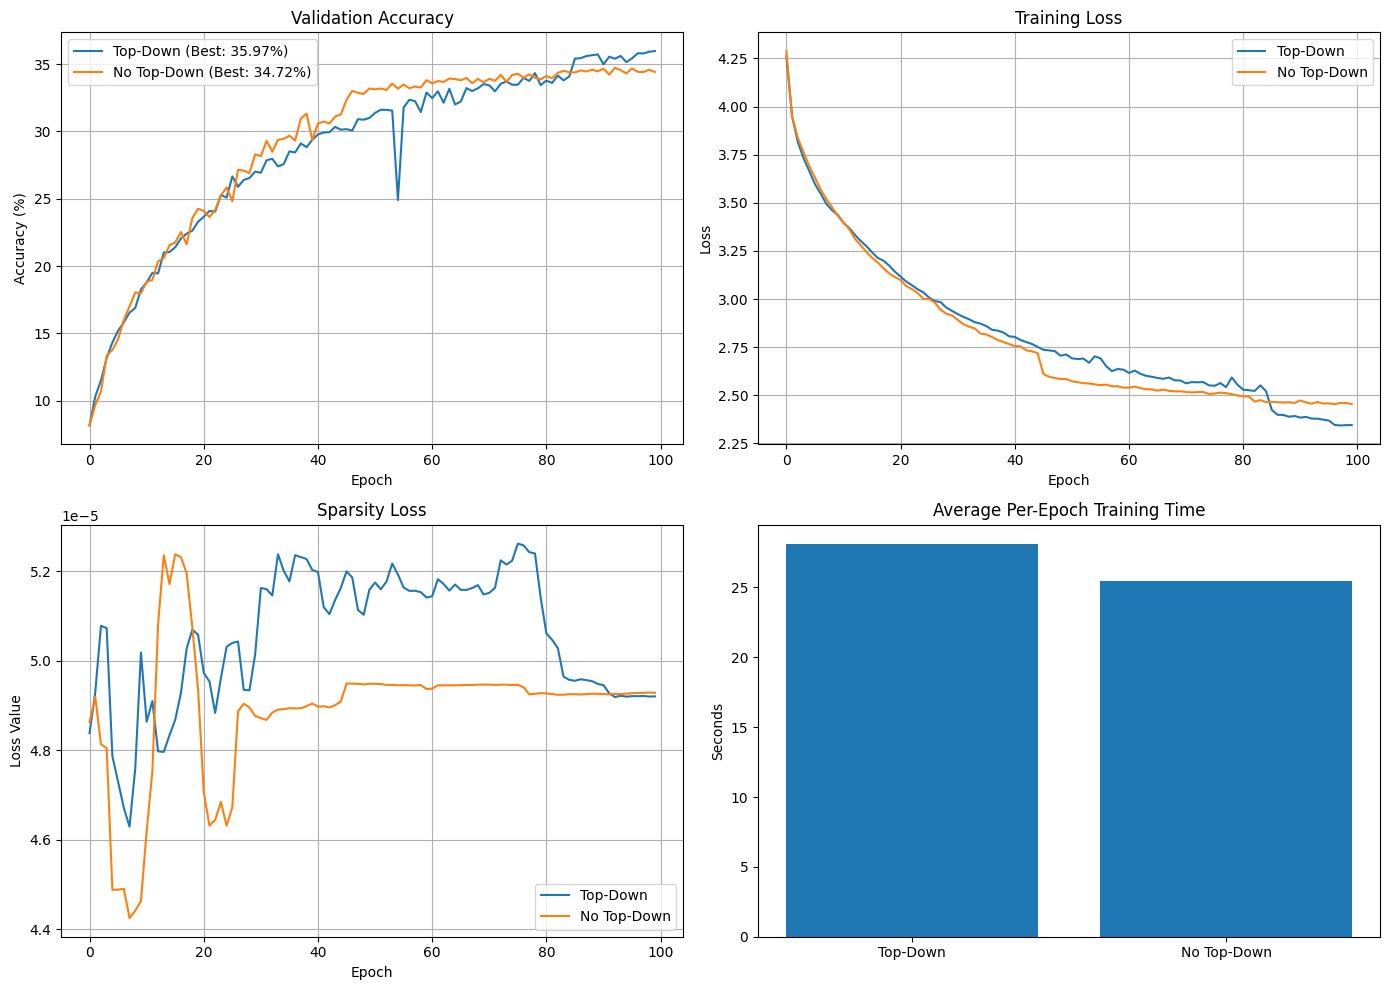 Validation Accuracy
Top-Down (Best: 35.97%)
No Top-Down (Best: 34.72%)
Accuracy (%)
35
30
25
20
15
10
0 20 40 60 80 100
Epoch
Training Loss
Top-Down
No Top-Down
Loss
4.25
4.00
3.75
3.50
3.25
3.00
2.75
2.50
2.25
0 20 40 60 80 100
Epoch
Sparsity Loss
1e−5
Loss Value
5.2
5.0
4.8
4.6
4.4
Top-Down
No Top-Down
0 20 40 60 80 100
Epoch
Average Per-Epoch Training Time
Seconds
25
20
15
10
5
0
Top-Down No Top-Down